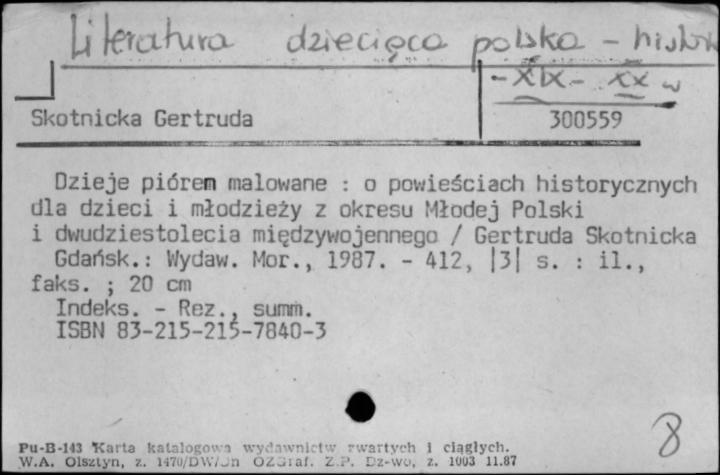 Literatura dziecięca polska - histor
- XIX - XX w
Skotnicka Gertruda
300559
Dzieje piórem malowane : o powieściach historycznych
dla dzieci i młodzieży z okresu Młodej Polski
i dwudziestolecia międzywojennego / Gertruda Skotnicka
Gdańsk.: Wydaw. Mor., 1987. - 412, |3| s. : il.,
faks. ; 20 cm
Indeks. - Rez., summ.
ISBN 83-215-215-7840-3
8
Pu-B-143 Karta katalogowa wydawnictw zwartych i ciągłych.
W.A. Olsztyn, z. 1470/DW/Jn OZGraf. Z.P. Dz-wo, z. 1003 11.87